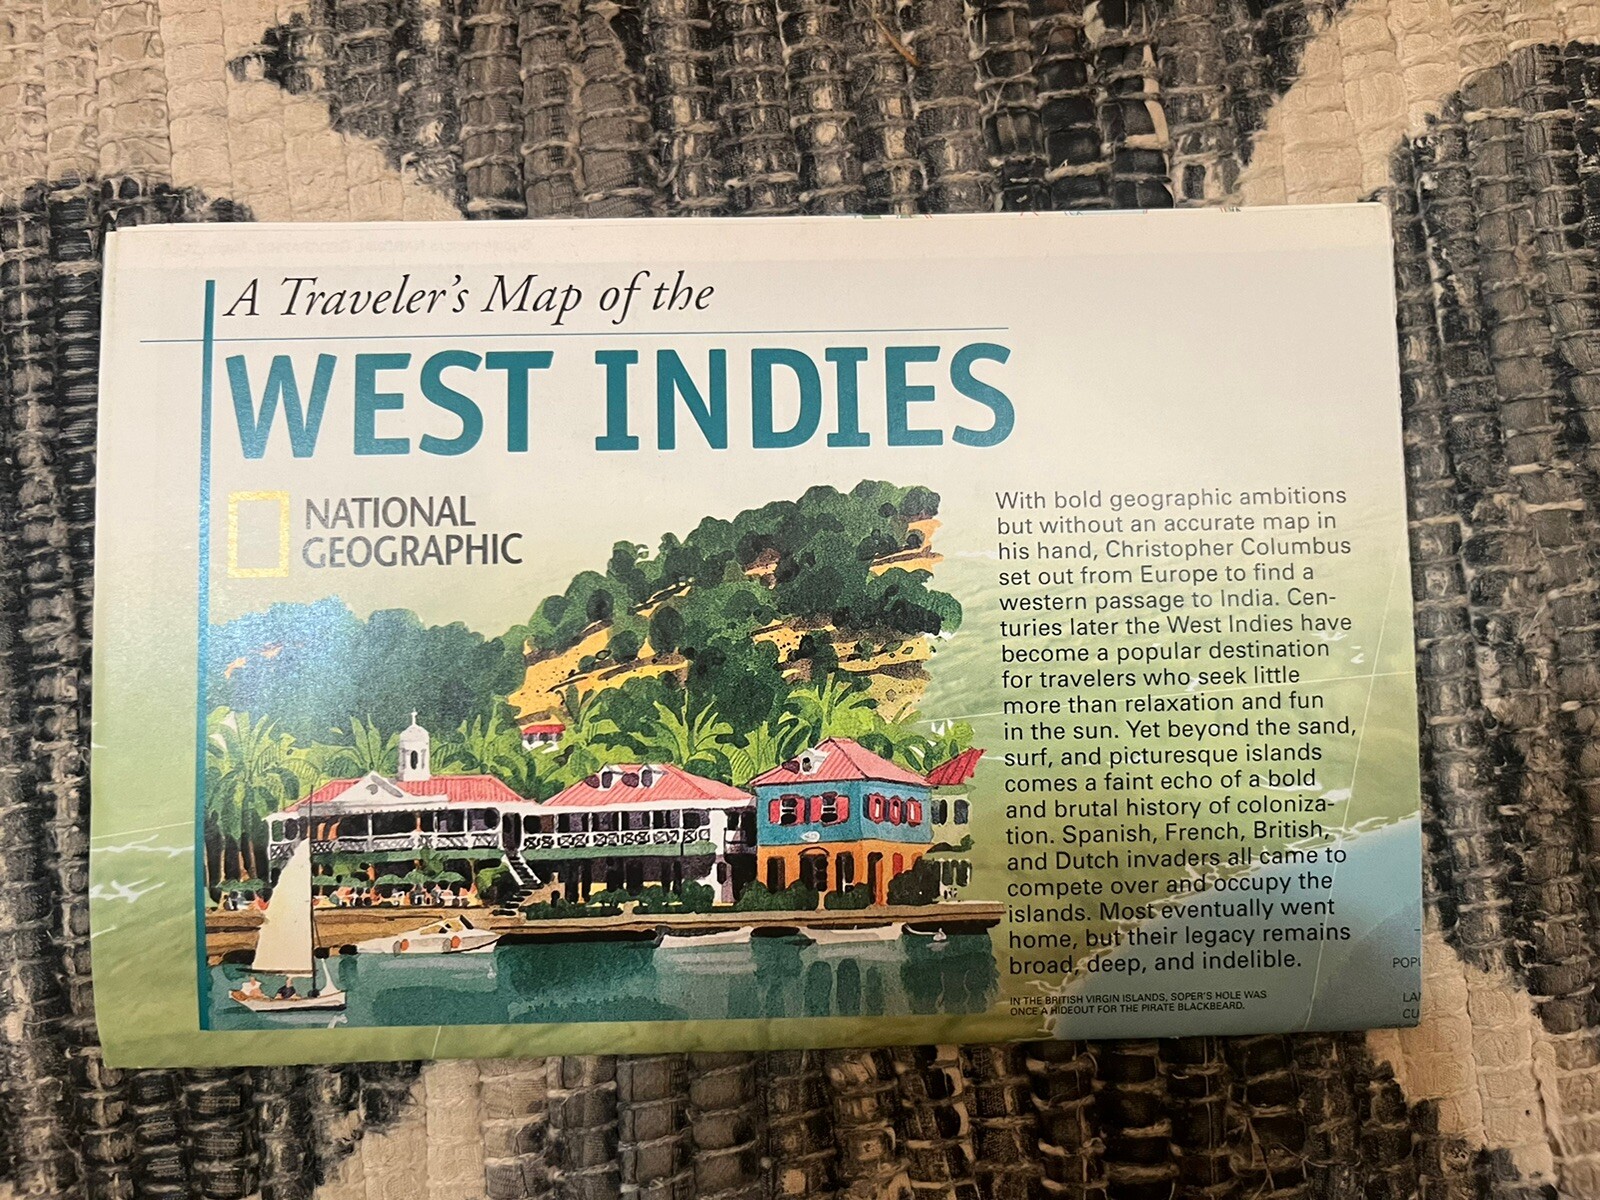 A Traveler's Map of the
WEST INDIES
NATIONAL
GEOGRAPHIC
With bold geographic ambitions
but without an accurate map in
his hand, Christopher Columbus
set out from Europe to find a
western passage to India. Cen-
turies later the West Indies have
become a popular destination
for travelers who seek little
more than relaxation and fun
in the sun. Yet beyond the sand,
surf, and picturesque islands
comes a faint echo of a bold
and brutal history of coloniza-
tion. Spanish, French, British,
and Dutch invaders all came to
compete over and occupy the
islands. Most eventually went
home, but their legacy remains
broad, deep, and indelible.
IN THE BRITISH VIRGIN ISLANDS, SOPER'S HOLE WAS
ONCE A HIDEOUT FOR THE PIRATE BLACKBEARD.